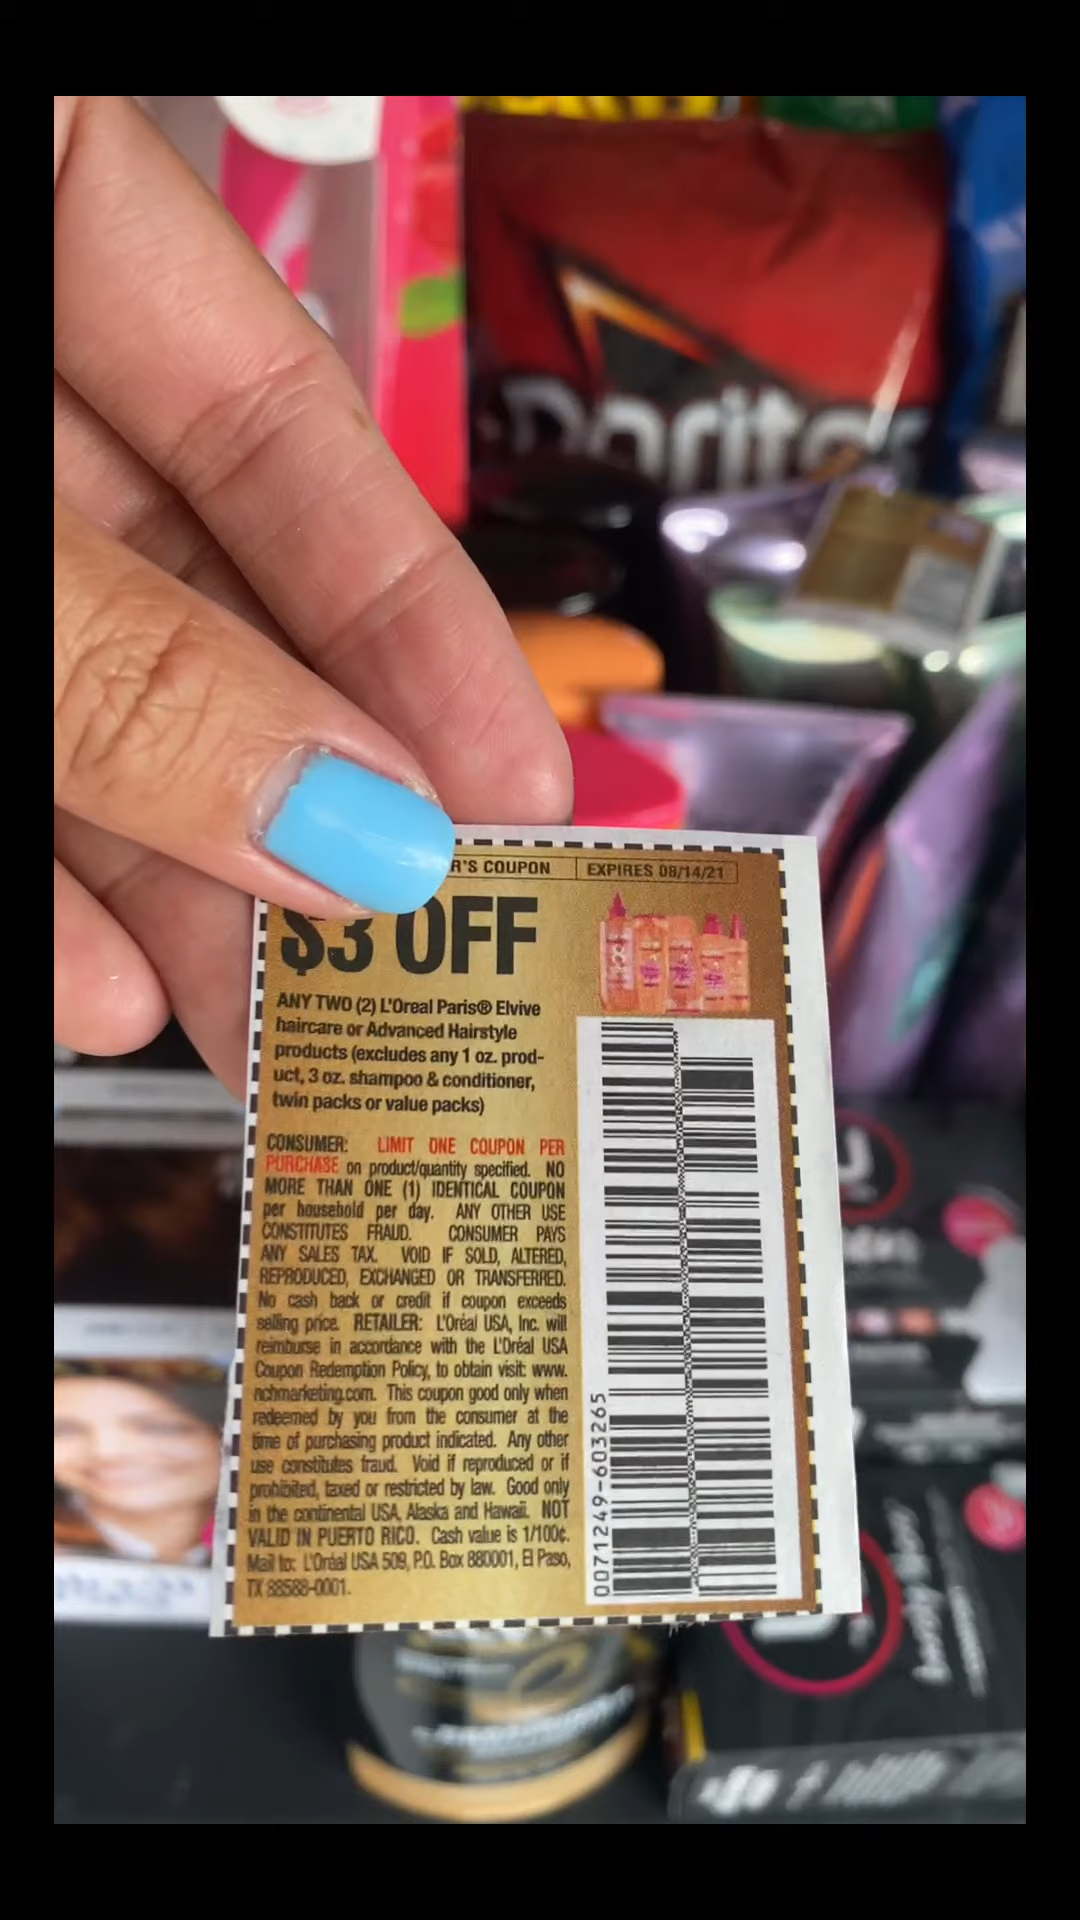 Doritos
R'S COUPON
EXPIRES 08/14/21
$3 OFF
ANY TWO (2) L'Oreal Paris® Elvive
haircare or Advanced Hairstyle
products (excludes any 1 oz. prod-
uct, 3 oz. shampoo & conditioner,
twin packs or value packs)
CONSUMER: LIMIT ONE COUPON PER
PURCHASE on product/quantity specified. NO
MORE THAN ONE (1) IDENTICAL COUPON
per household per day. ANY OTHER USE
CONSTITUTES FRAUD. CONSUMER PAYS
ANY SALES TAX. VOID IF SOLD, ALTERED,
REPRODUCED, EXCHANGED OR TRANSFERRED.
No cash back or credit if coupon exceeds
selling price. RETAILER: L'Oréal USA, Inc. will
reimburse in accordance with the L'Oréal USA
Coupon Redemption Policy, to obtain visit: www.
nchmarketing.com. This coupon good only when
redeemed by you from the consumer at the
time of purchasing product indicated. Any other
use constitutes fraud. Void if reproduced or if
prohibited, taxed or restricted by law. Good only
in the continental USA, Alaska and Hawaii. NOT
VALID IN PUERTO RICO. Cash value is 1/100¢.
Mail to: L'Oréal USA 509, P.O. Box 880001, El Paso,
TX 88588-0001.
0071249-603265